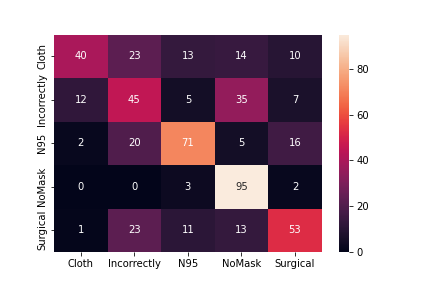 Cloth 40 23 13 14 10
Incorrectly 12 45 5 35 7
N95 2 20 71 5 16
NoMask 0 0 3 95 2
Surgical 1 23 11 13 53
Cloth Incorrectly N95 NoMask Surgical
80
60
40
20
0